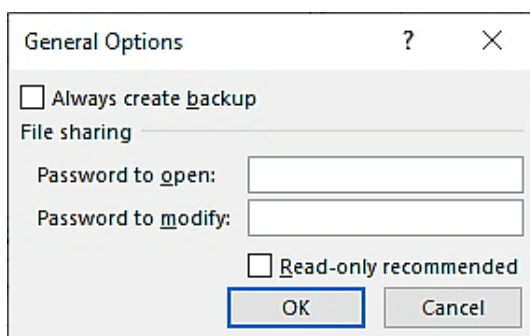 General Options ?
Always create backup
File sharing
Password to open:
Password to modify:
Read-only recommended
OK Cancel